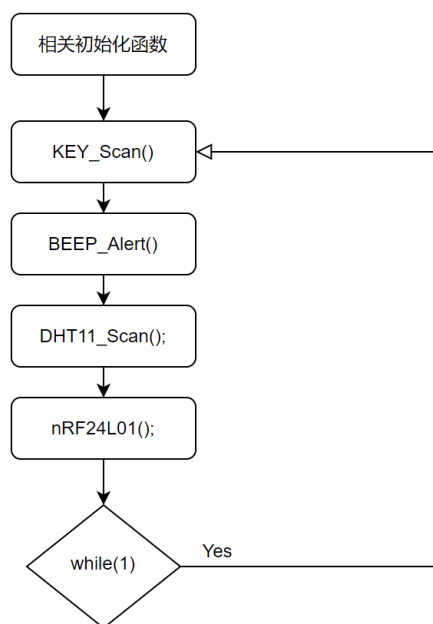 相关初始化函数
KEY_Scan()
BEEP_Alert()
DHT11_Scan();
nRF24L01();
while(1)
Yes